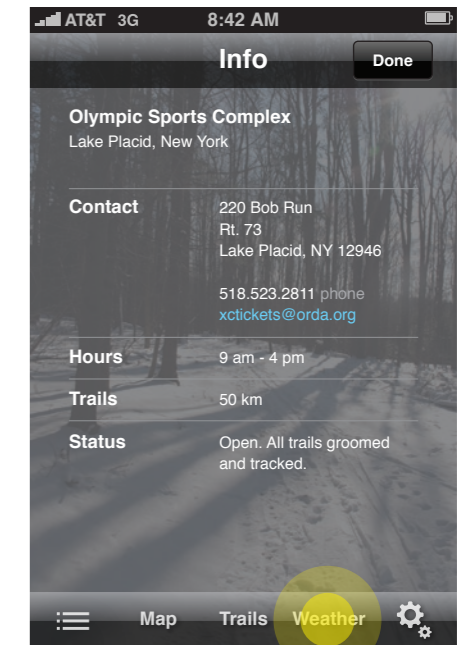 AT&T 3G 8:42 AM
Info Done
Olympic Sports Complex
Lake Placid, New York
Contact 220 Bob Run
Rt. 73
Lake Placid, NY 12946
518.523.2811 phone
xctickets@orda.org
Hours 9 am - 4 pm
Trails 50 km
Status Open. All trails groomed
and tracked.
Map Trails Weather